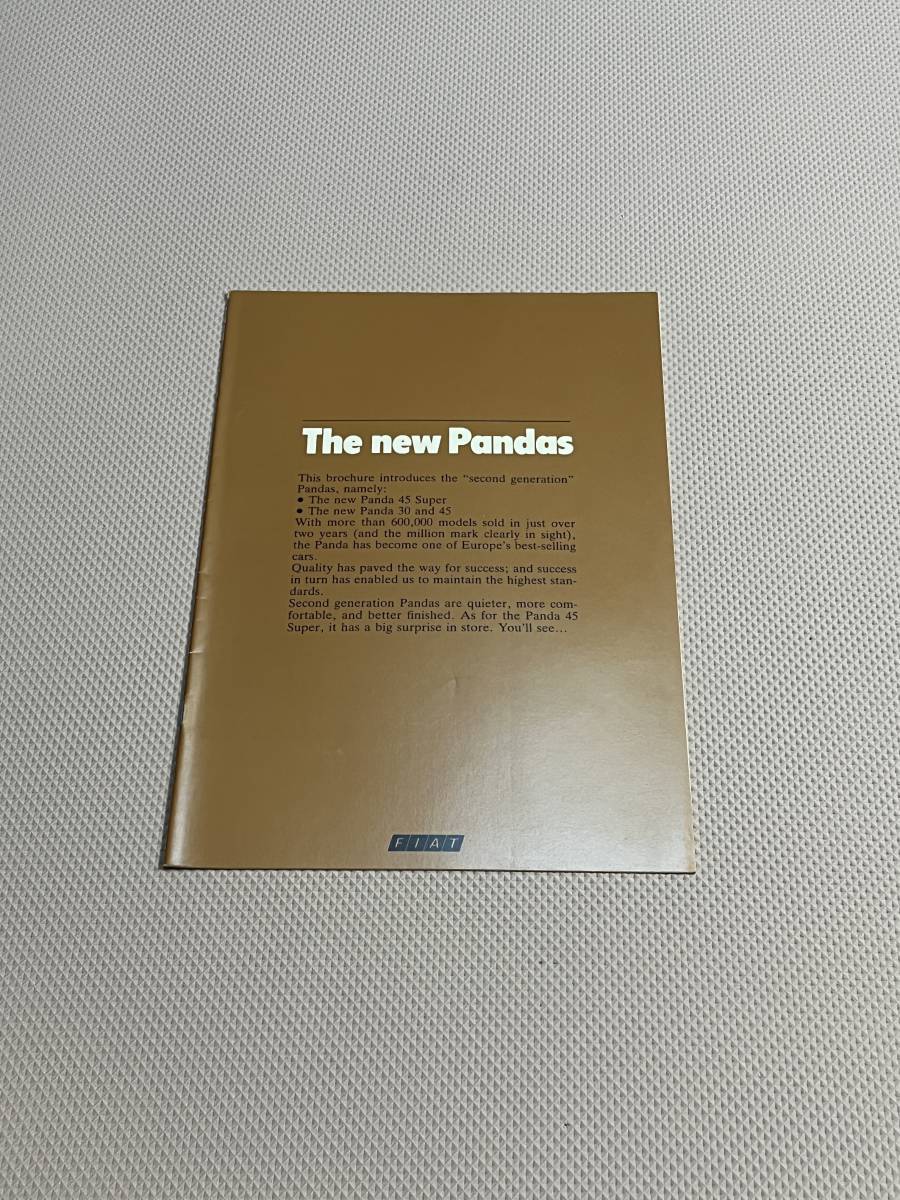 The new Pandas
This brochure introduces the "second generation"
Pandas, namely:
● The new Panda 45 Super
● The new Panda 30 and 45
With more than 600,000 models sold in just over
two years (and the million mark clearly in sight),
the Panda has become one of Europe's best-selling
cars.
Quality has paved the way for success; and success
in turn has enabled us to maintain the highest stan-
dards.
Second generation Pandas are quieter, more com-
fortable, and better finished. As for the Panda 45
Super, it has a big surprise in store. You'll see...
FIAT